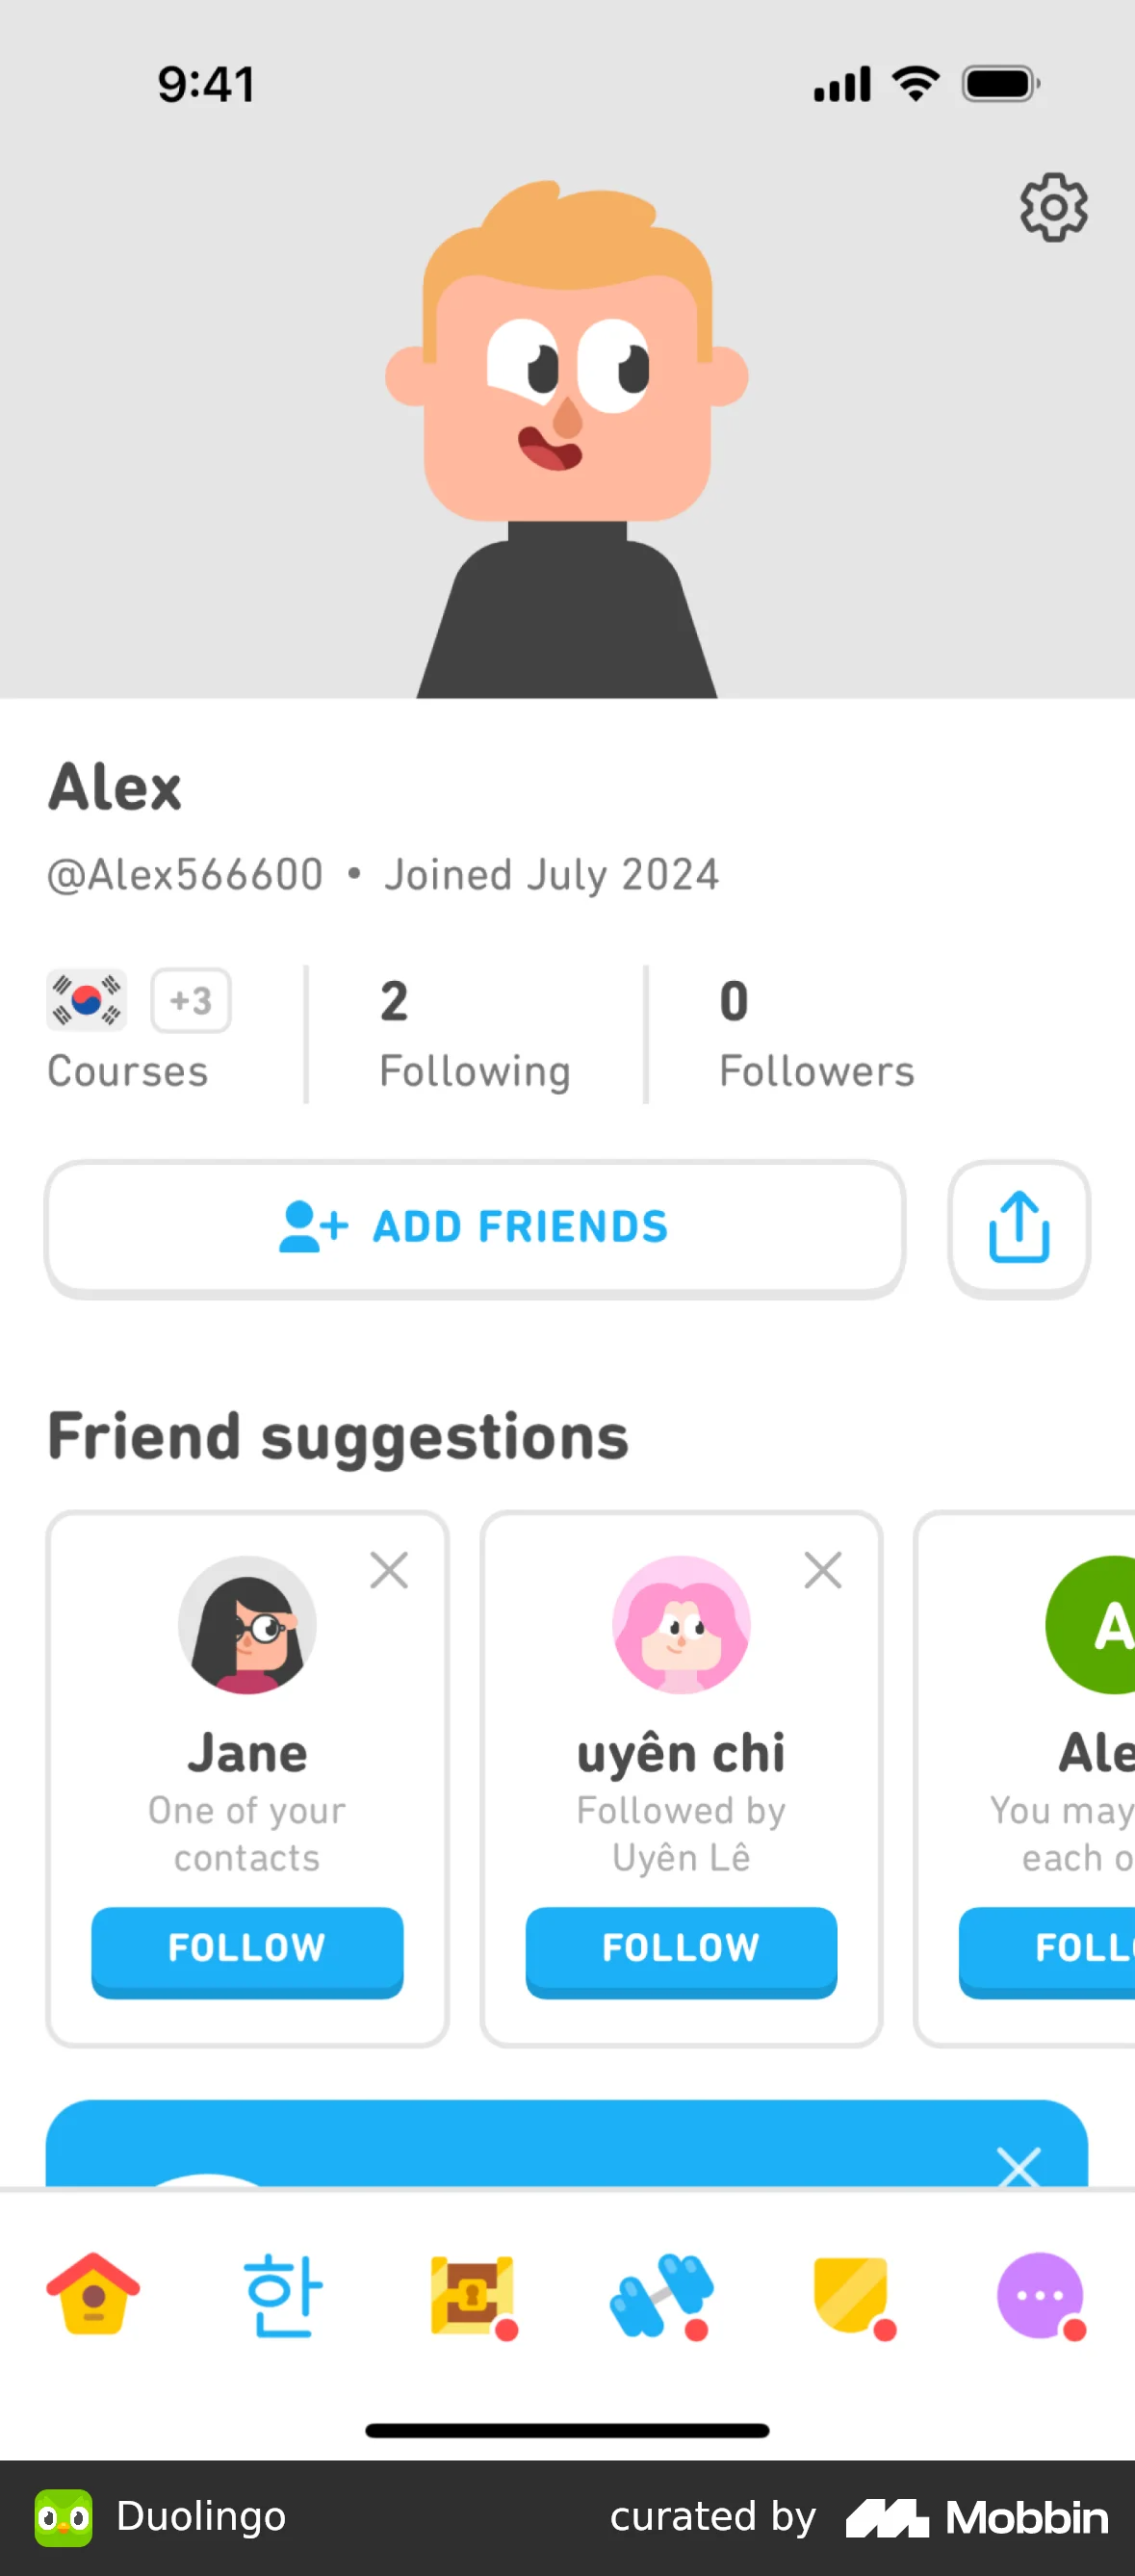 9:41
Alex
@Alex566600 • Joined July 2024
+3
Courses
2
Following
0
Followers
ADD FRIENDS
Friend suggestions
Jane
One of your
contacts
FOLLOW
uyên chi
Followed by
Uyên Lê
FOLLOW
A
Ale
You may
each o
FOLL
한
Duolingo
curated by Mobbin